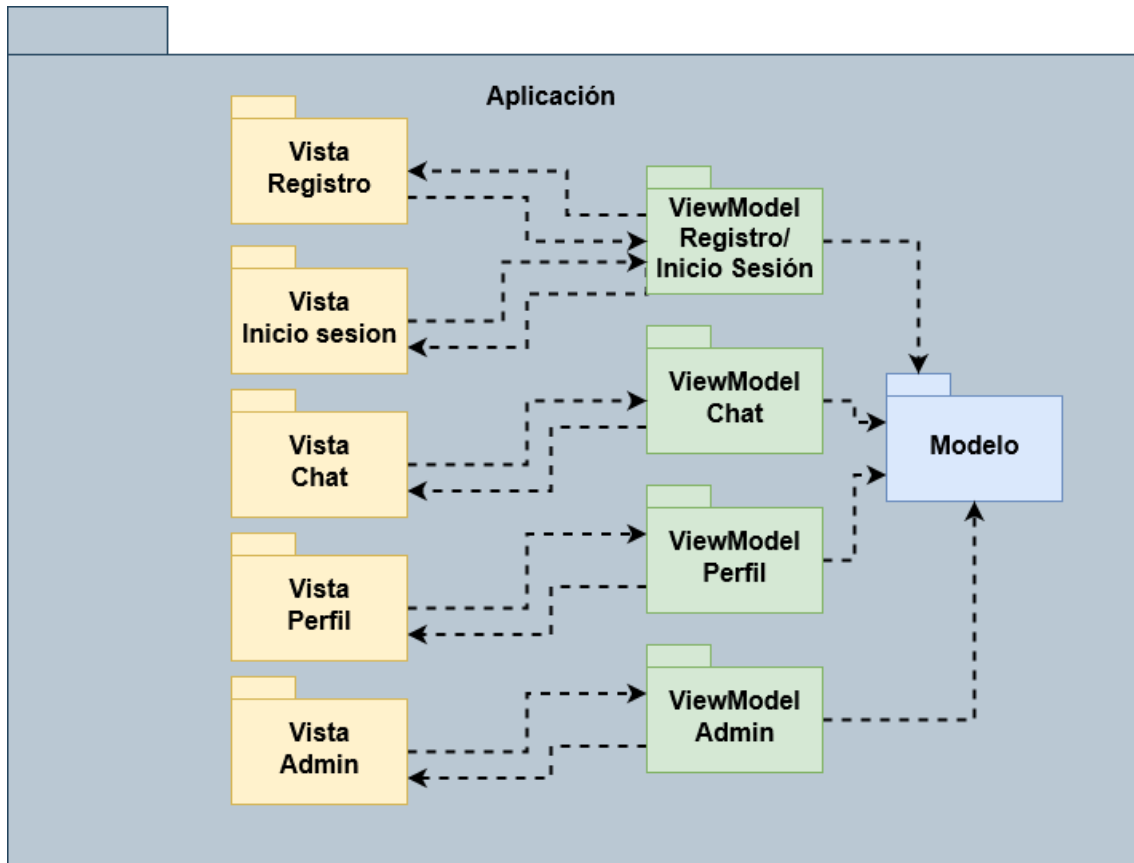 Aplicación
Vista
Registro
ViewModel
Registro/
Inicio Sesión
Vista
Inicio sesion
ViewModel
Chat
Vista
Chat
Modelo
ViewModel
Perfil
Vista
Perfil
ViewModel
Admin
Vista
Admin